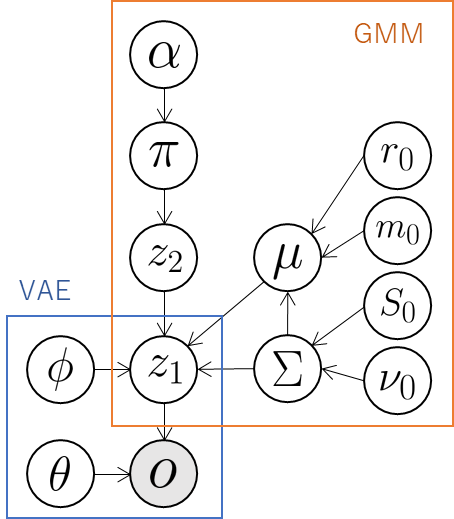 GMM
α
π
r₀
m₀
z₂
μ
VAE
S₀
ϕ
z₁
Σ
ν₀
θ
o